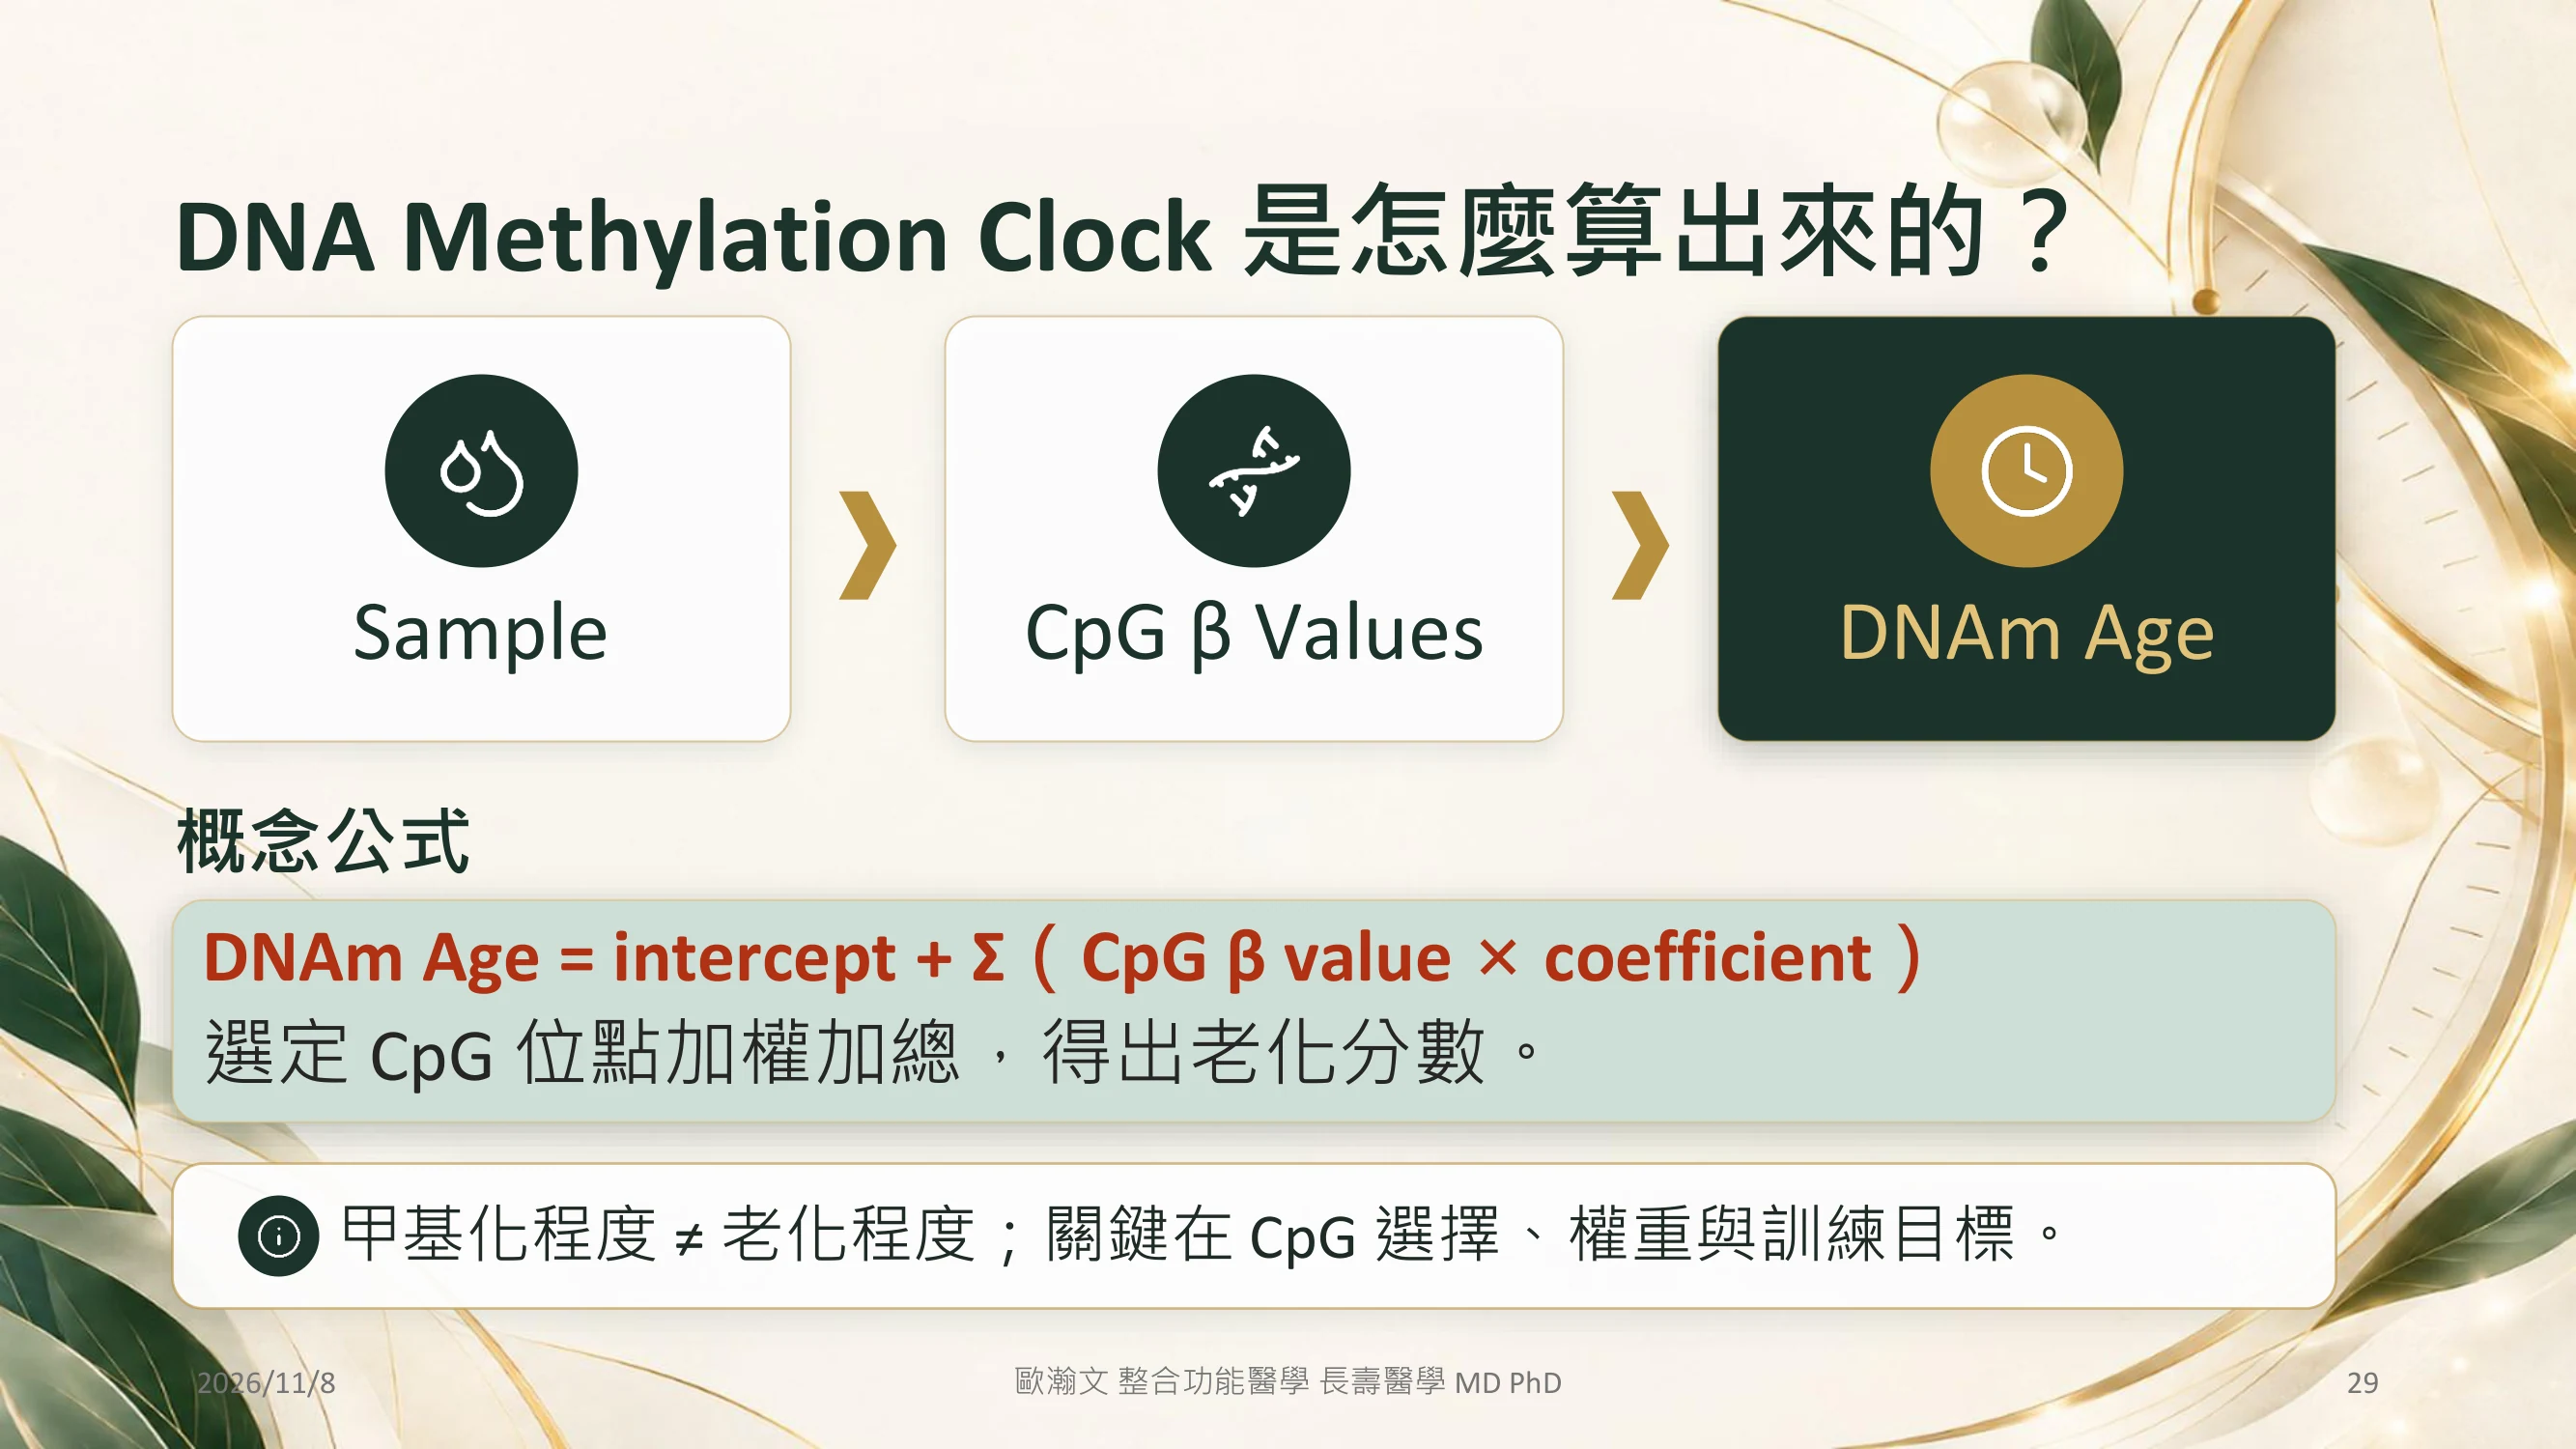 DNA Methylation Clock 是怎麼算出來的？
Sample
CpG β Values
DNAm Age
概念公式
DNAm Age = intercept + Σ（CpG β value × coefficient）
選定 CpG 位點加權加總，得出老化分數。
甲基化程度 ≠ 老化程度；關鍵在 CpG 選擇、權重與訓練目標。
2026/11/8
歐瀚文 整合功能醫學 長壽醫學 MD PhD
29